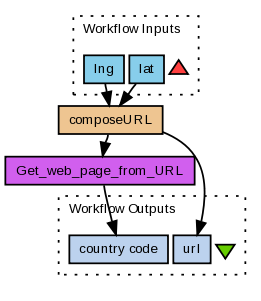 Workflow Inputs
lng
lat
composeURL
Get_web_page_from_URL
Workflow Outputs
country code
url